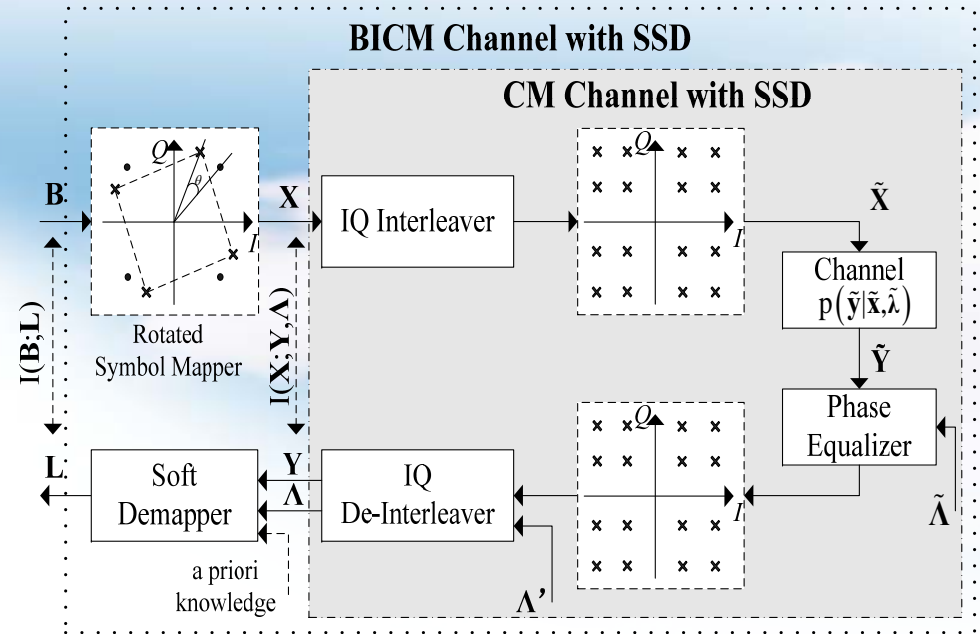 BICM Channel with SSD
CM Channel with SSD
Q
θ
I
B
X
IQ Interleaver
Q
I
X̃
Channel
p(ỹ|x̃,λ̃)
Rotated
Symbol Mapper
I(B;L)
I(X;Y,Λ)
Ỹ
Phase
Equalizer
Λ̃
Q
I
L
Soft
Demapper
Y
Λ
IQ
De-Interleaver
a priori
knowledge
Λ'